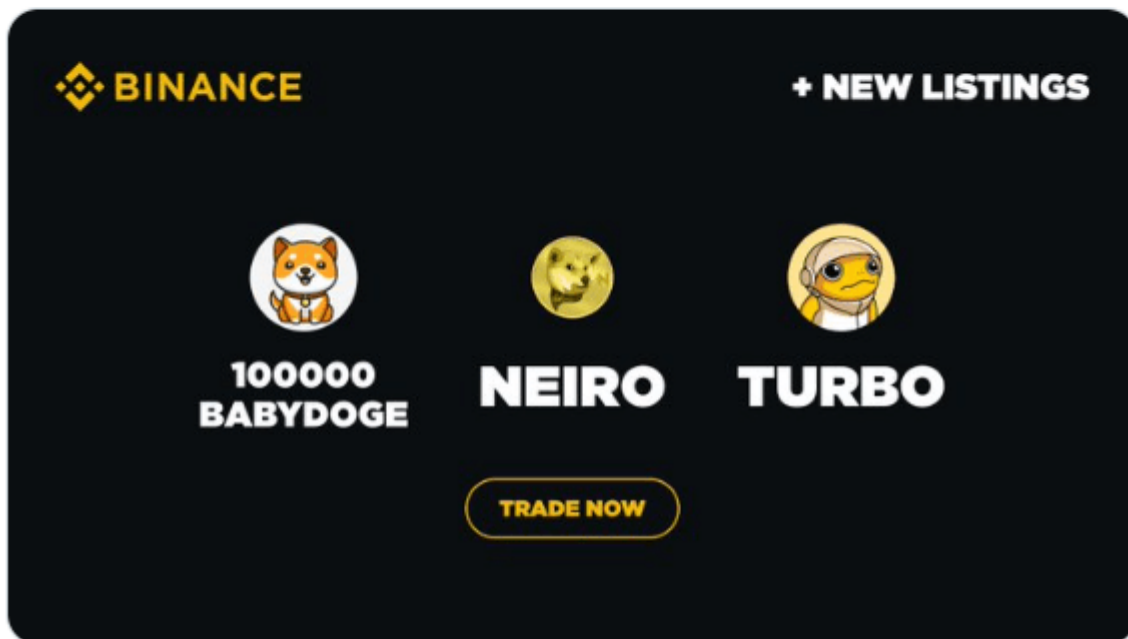 BINANCE
+ NEW LISTINGS
100000
BABYDOGE
NEIRO
TURBO
TRADE NOW